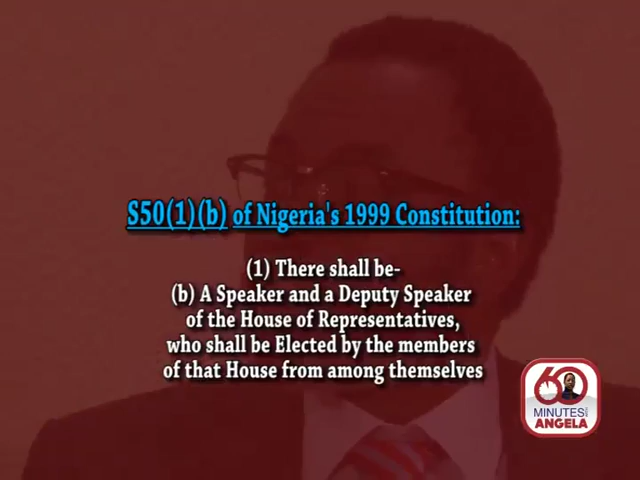 S50(1)(b) of Nigeria's 1999 Constitution:
(1) There shall be-
(b) A Speaker and a Deputy Speaker
of the House of Representatives,
who shall be Elected by the members
of that House from among themselves
60
MINUTES WITH
ANGELA